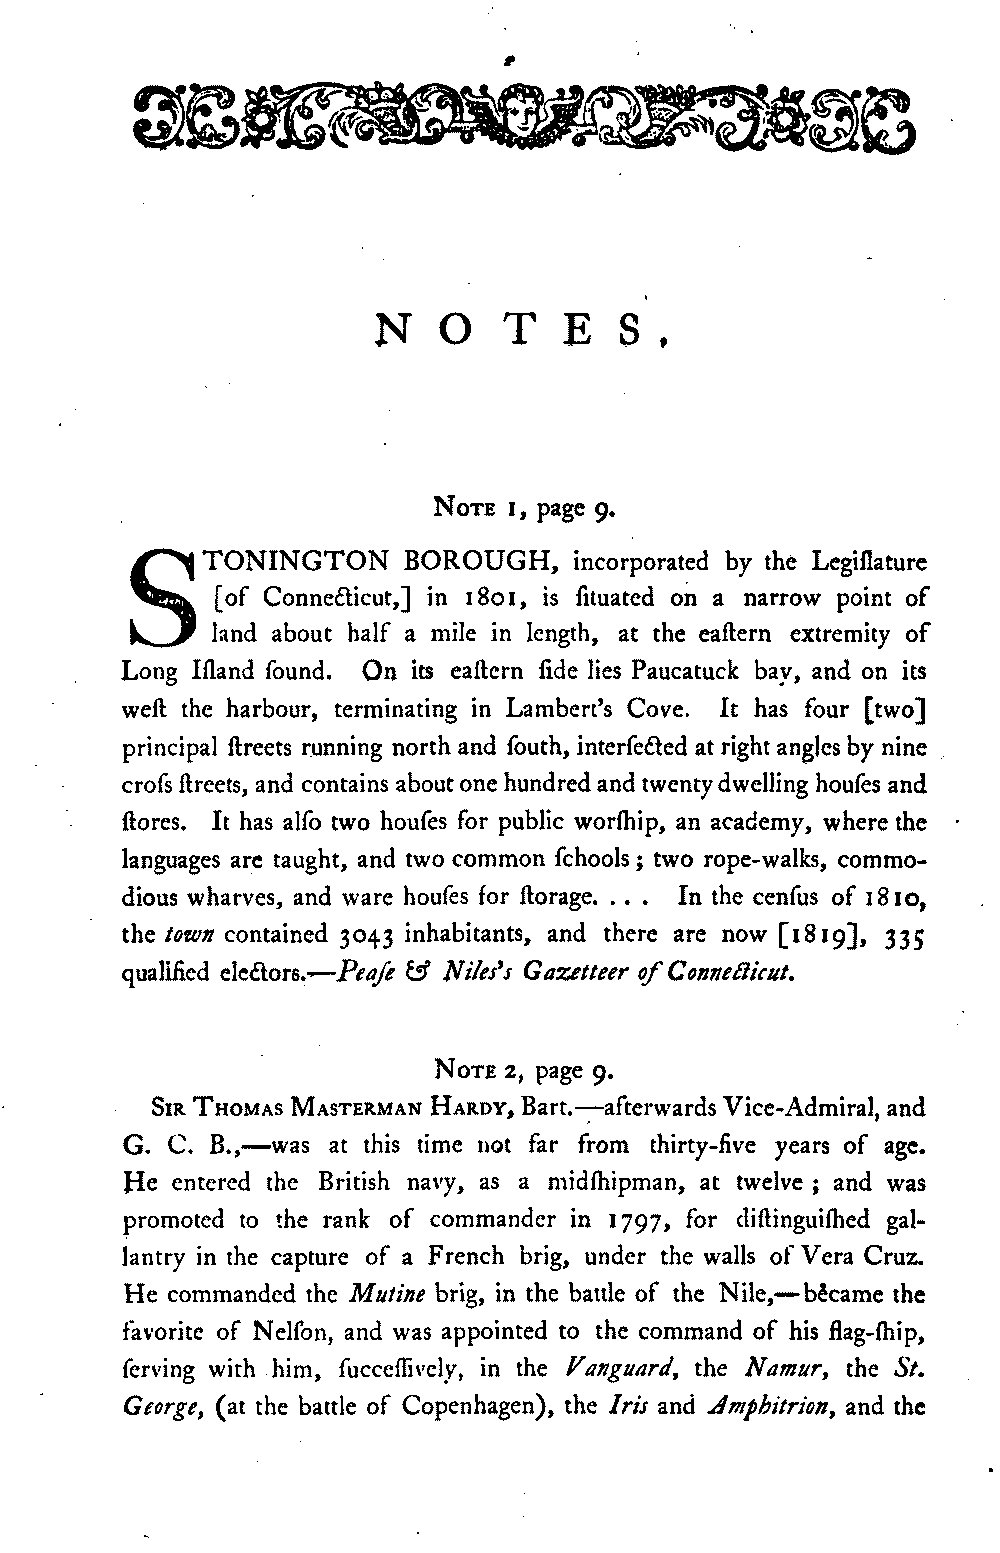 NOTES.
NOTE 1, page 9.
STONINGTON BOROUGH, incorporated by the Legiſlature
[of Connecticut,] in 1801, is ſituated on a narrow point of
land about half a mile in length, at the eaſtern extremity of
Long Iſland ſound. On its eaſtern ſide lies Paucatuck bay, and on its
weſt the harbour, terminating in Lambert's Cove. It has four [two]
principal ſtreets running north and ſouth, interſected at right angles by nine
croſs ſtreets, and contains about one hundred and twenty dwelling houſes and
ſtores. It has alſo two houſes for public worſhip, an academy, where the
languages are taught, and two common ſchools; two rope-walks, commo-
dious wharves, and ware houſes for ſtorage. . . . In the cenſus of 1810,
the town contained 3043 inhabitants, and there are now [1819], 335
qualified electors.—Peaſe & Niles's Gazetteer of Connecticut.
NOTE 2, page 9.
SIR THOMAS MASTERMAN HARDY, Bart.—afterwards Vice-Admiral, and
G. C. B.,—was at this time not far from thirty-five years of age.
He entered the British navy, as a midſhipman, at twelve; and was
promoted to the rank of commander in 1797, for diſtinguiſhed gal-
lantry in the capture of a French brig, under the walls of Vera Cruz.
He commanded the Mutine brig, in the battle of the Nile,—became the
favorite of Nelſon, and was appointed to the command of his flag-ſhip,
ſerving with him, ſucceſſively, in the Vanguard, the Namur, the St.
George, (at the battle of Copenhagen), the Iris and Amphitrion, and the